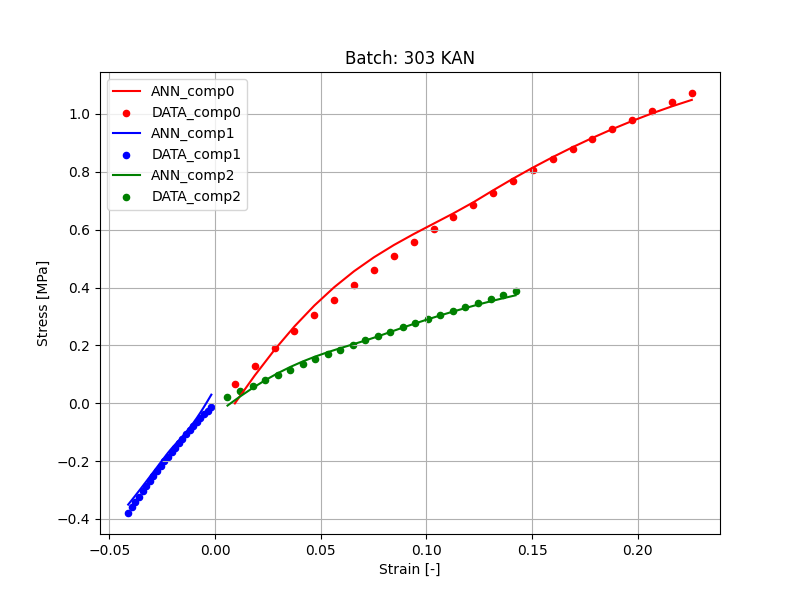 Batch: 303 KAN
ANN_comp0
DATA_comp0
ANN_comp1
DATA_comp1
ANN_comp2
DATA_comp2
Stress [MPa]
1.0
0.8
0.6
0.4
0.2
0.0
−0.2
−0.4
−0.05
0.00
0.05
0.10
0.15
0.20
Strain [-]